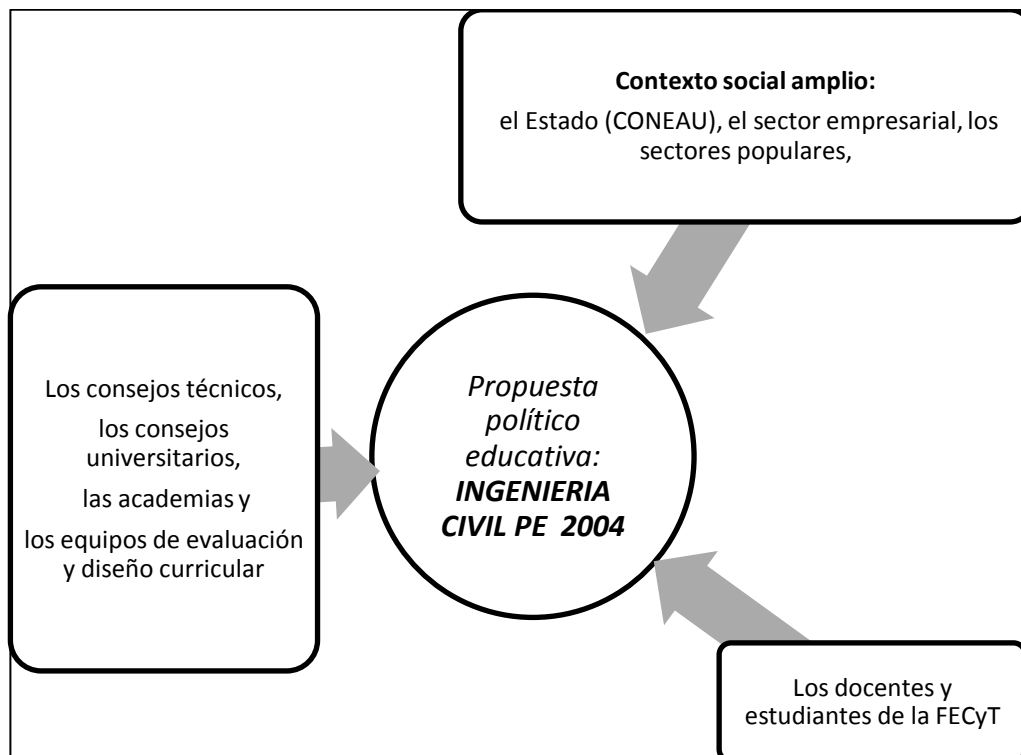 Contexto social amplio:
el Estado (CONEAU), el sector empresarial, los
sectores populares,
Los consejos técnicos,
los consejos
universitarios,
las academias y
los equipos de evaluación
y diseño curricular
Propuesta
político
educativa:
INGENIERIA
CIVIL PE 2004
Los docentes y
estudiantes de la FECyT